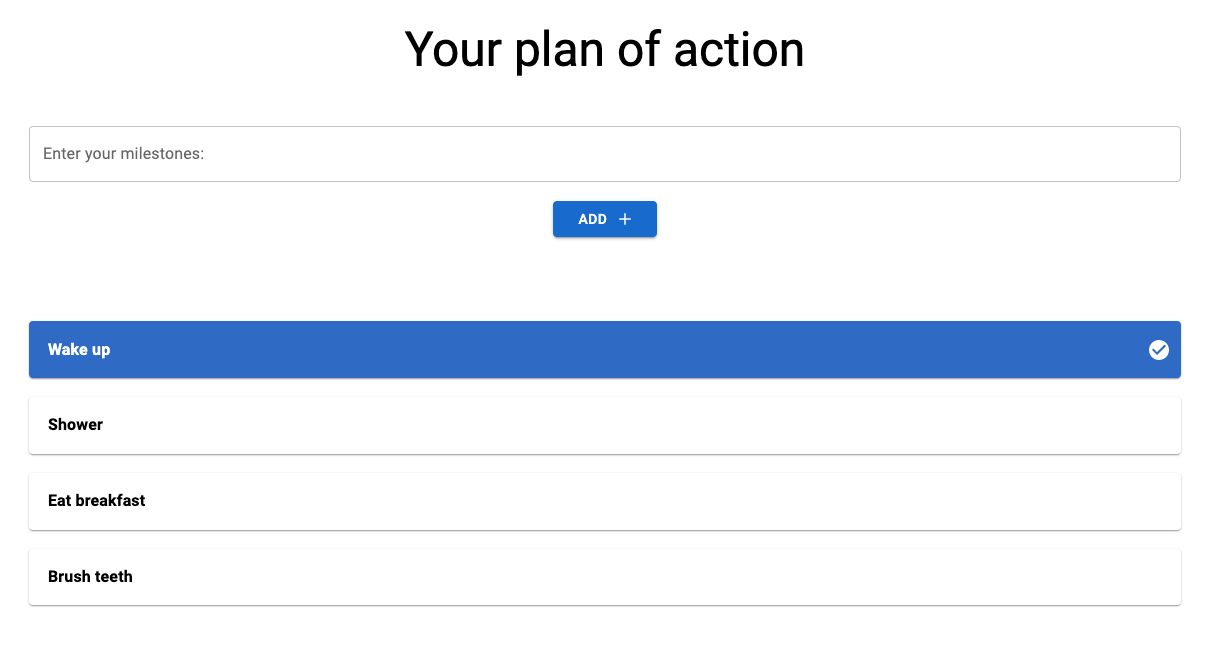 Your plan of action
Enter your milestones:
ADD
Wake up
Shower
Eat breakfast
Brush teeth